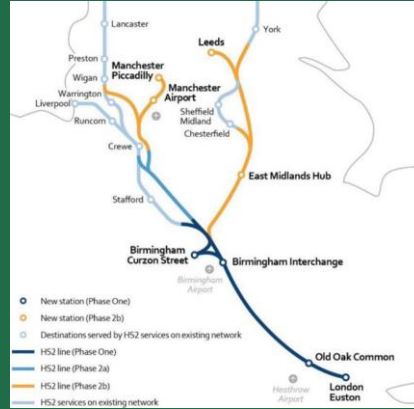 Lancaster
York
Leeds
Preston
Manchester
Piccadilly
Wigan
Warrington
Manchester
Airport
Liverpool
Sheffield
Midland
Runcorn
Chesterfield
Crewe
East Midlands Hub
Stafford
Birmingham
Curzon Street
Birmingham Interchange
Birmingham
Airport
New station (Phase One)
New station (Phase 2b)
Destinations served by HS2 services on existing network
HS2 line (Phase One)
HS2 line (Phase 2a)
HS2 line (Phase 2b)
HS2 services on existing network
Old Oak Common
Heathrow
Airport
London
Euston